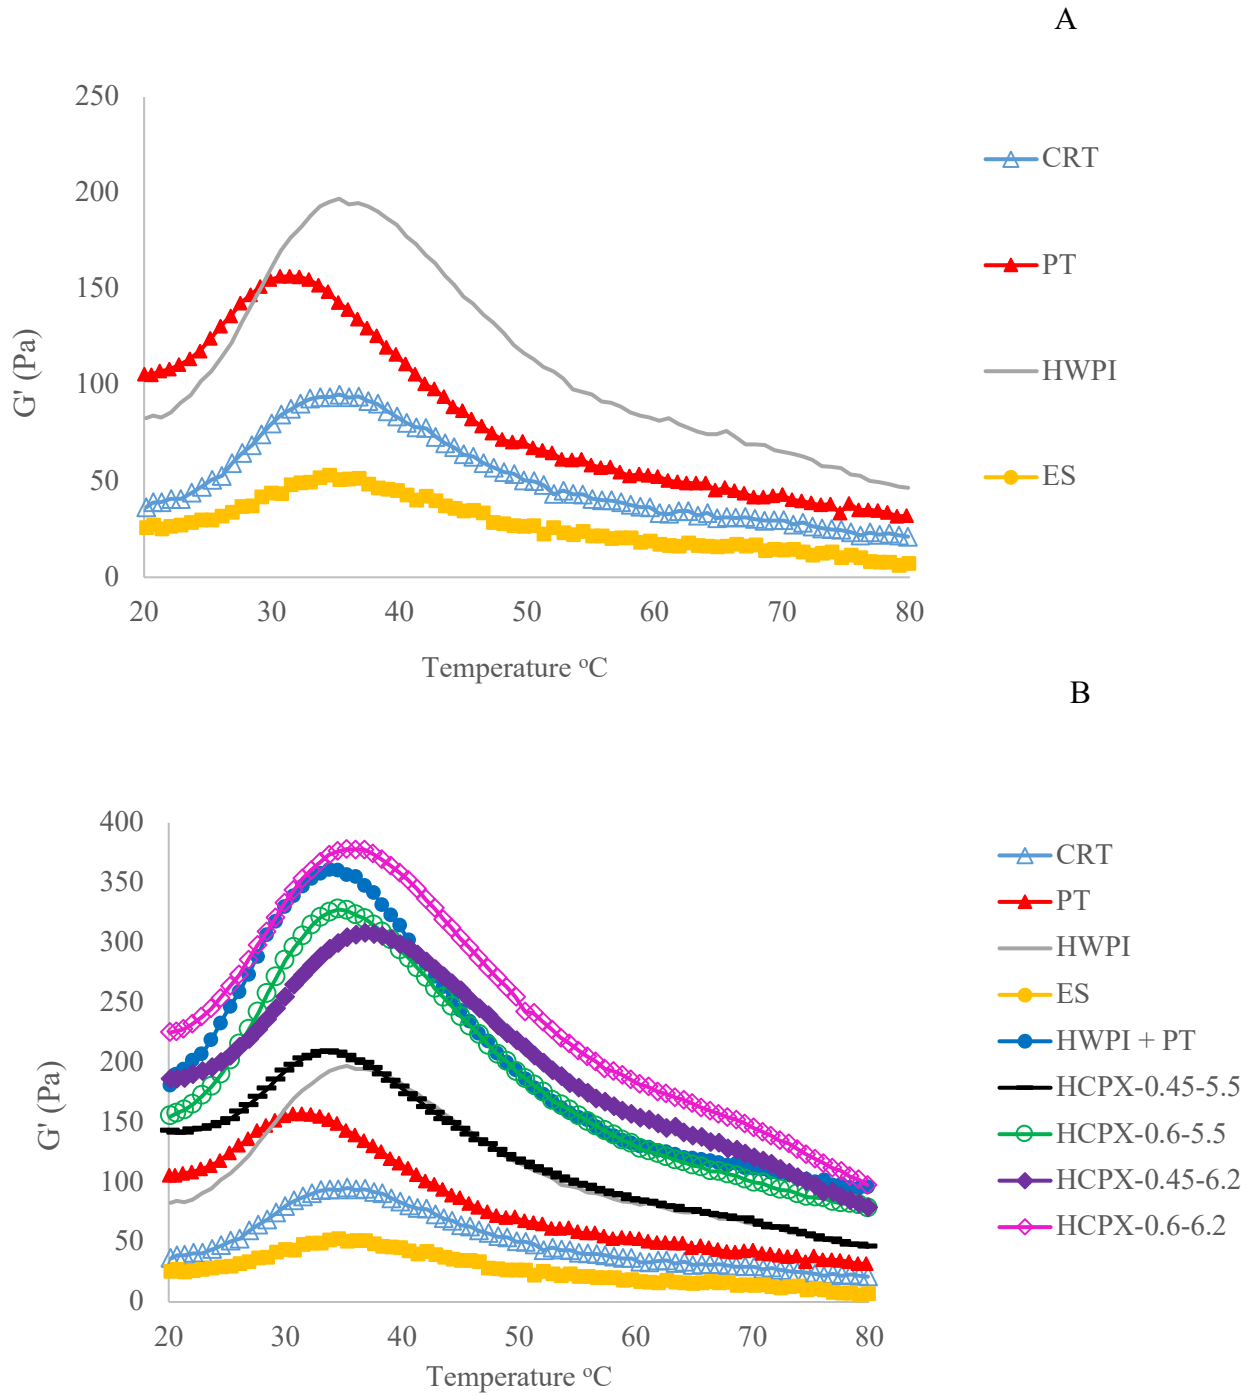 A
250
200
150
100
50
0
G' (Pa)
20 30 40 50 60 70 80
Temperature ᵒC
CRT
PT
HWPI
ES
B
400
350
300
250
200
150
100
50
0
G' (Pa)
20 30 40 50 60 70 80
Temperature ᵒC
CRT
PT
HWPI
ES
HWPI + PT
HCPX-0.45-5.5
HCPX-0.6-5.5
HCPX-0.45-6.2
HCPX-0.6-6.2